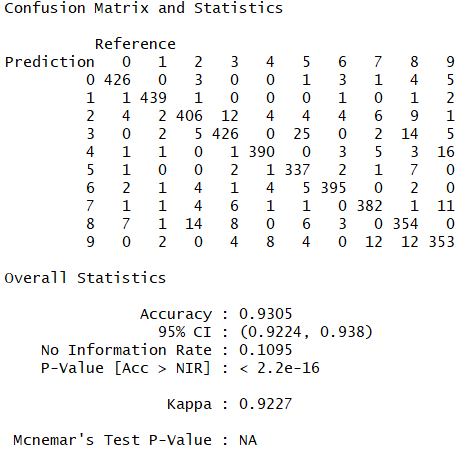 Confusion Matrix and Statistics
Reference
Prediction 0 1 2 3 4 5 6 7 8 9
0 426 0 3 0 0 1 3 1 4 5
1 1 439 1 0 0 0 1 0 1 2
2 4 2 406 12 4 4 4 6 9 1
3 0 2 5 426 0 25 0 2 14 5
4 1 1 0 1 390 0 3 5 3 16
5 1 0 0 2 1 337 2 1 7 0
6 2 1 4 1 4 5 395 0 2 0
7 1 1 4 6 1 1 0 382 1 11
8 7 1 14 8 0 6 3 0 354 0
9 0 2 0 4 8 4 0 12 12 353
Overall Statistics
Accuracy : 0.9305
95% CI : (0.9224, 0.938)
No Information Rate : 0.1095
P-Value [Acc > NIR] : < 2.2e-16
Kappa : 0.9227
Mcnemar's Test P-Value : NA